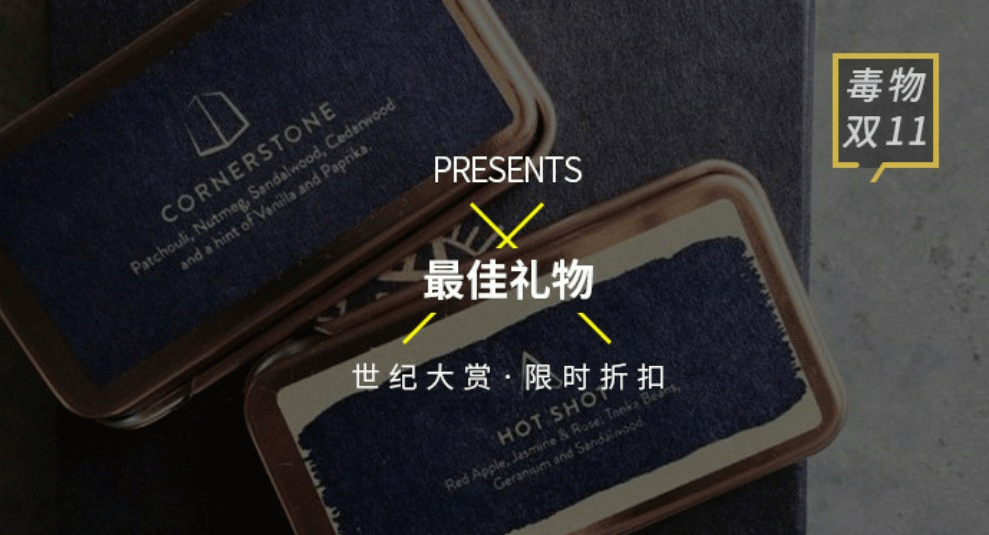 毒物
双11
CORNERSTONE
Patchouli, Nutmeg, Sandalwood, Cedarwood
and a hint of Vanilla and Paprika.
PRESENTS
最佳礼物
世纪大赏·限时折扣
HOT SHOP
Red Apple, Jasmine & Rose, Tonka Beans,
Geranium and Sandalwood